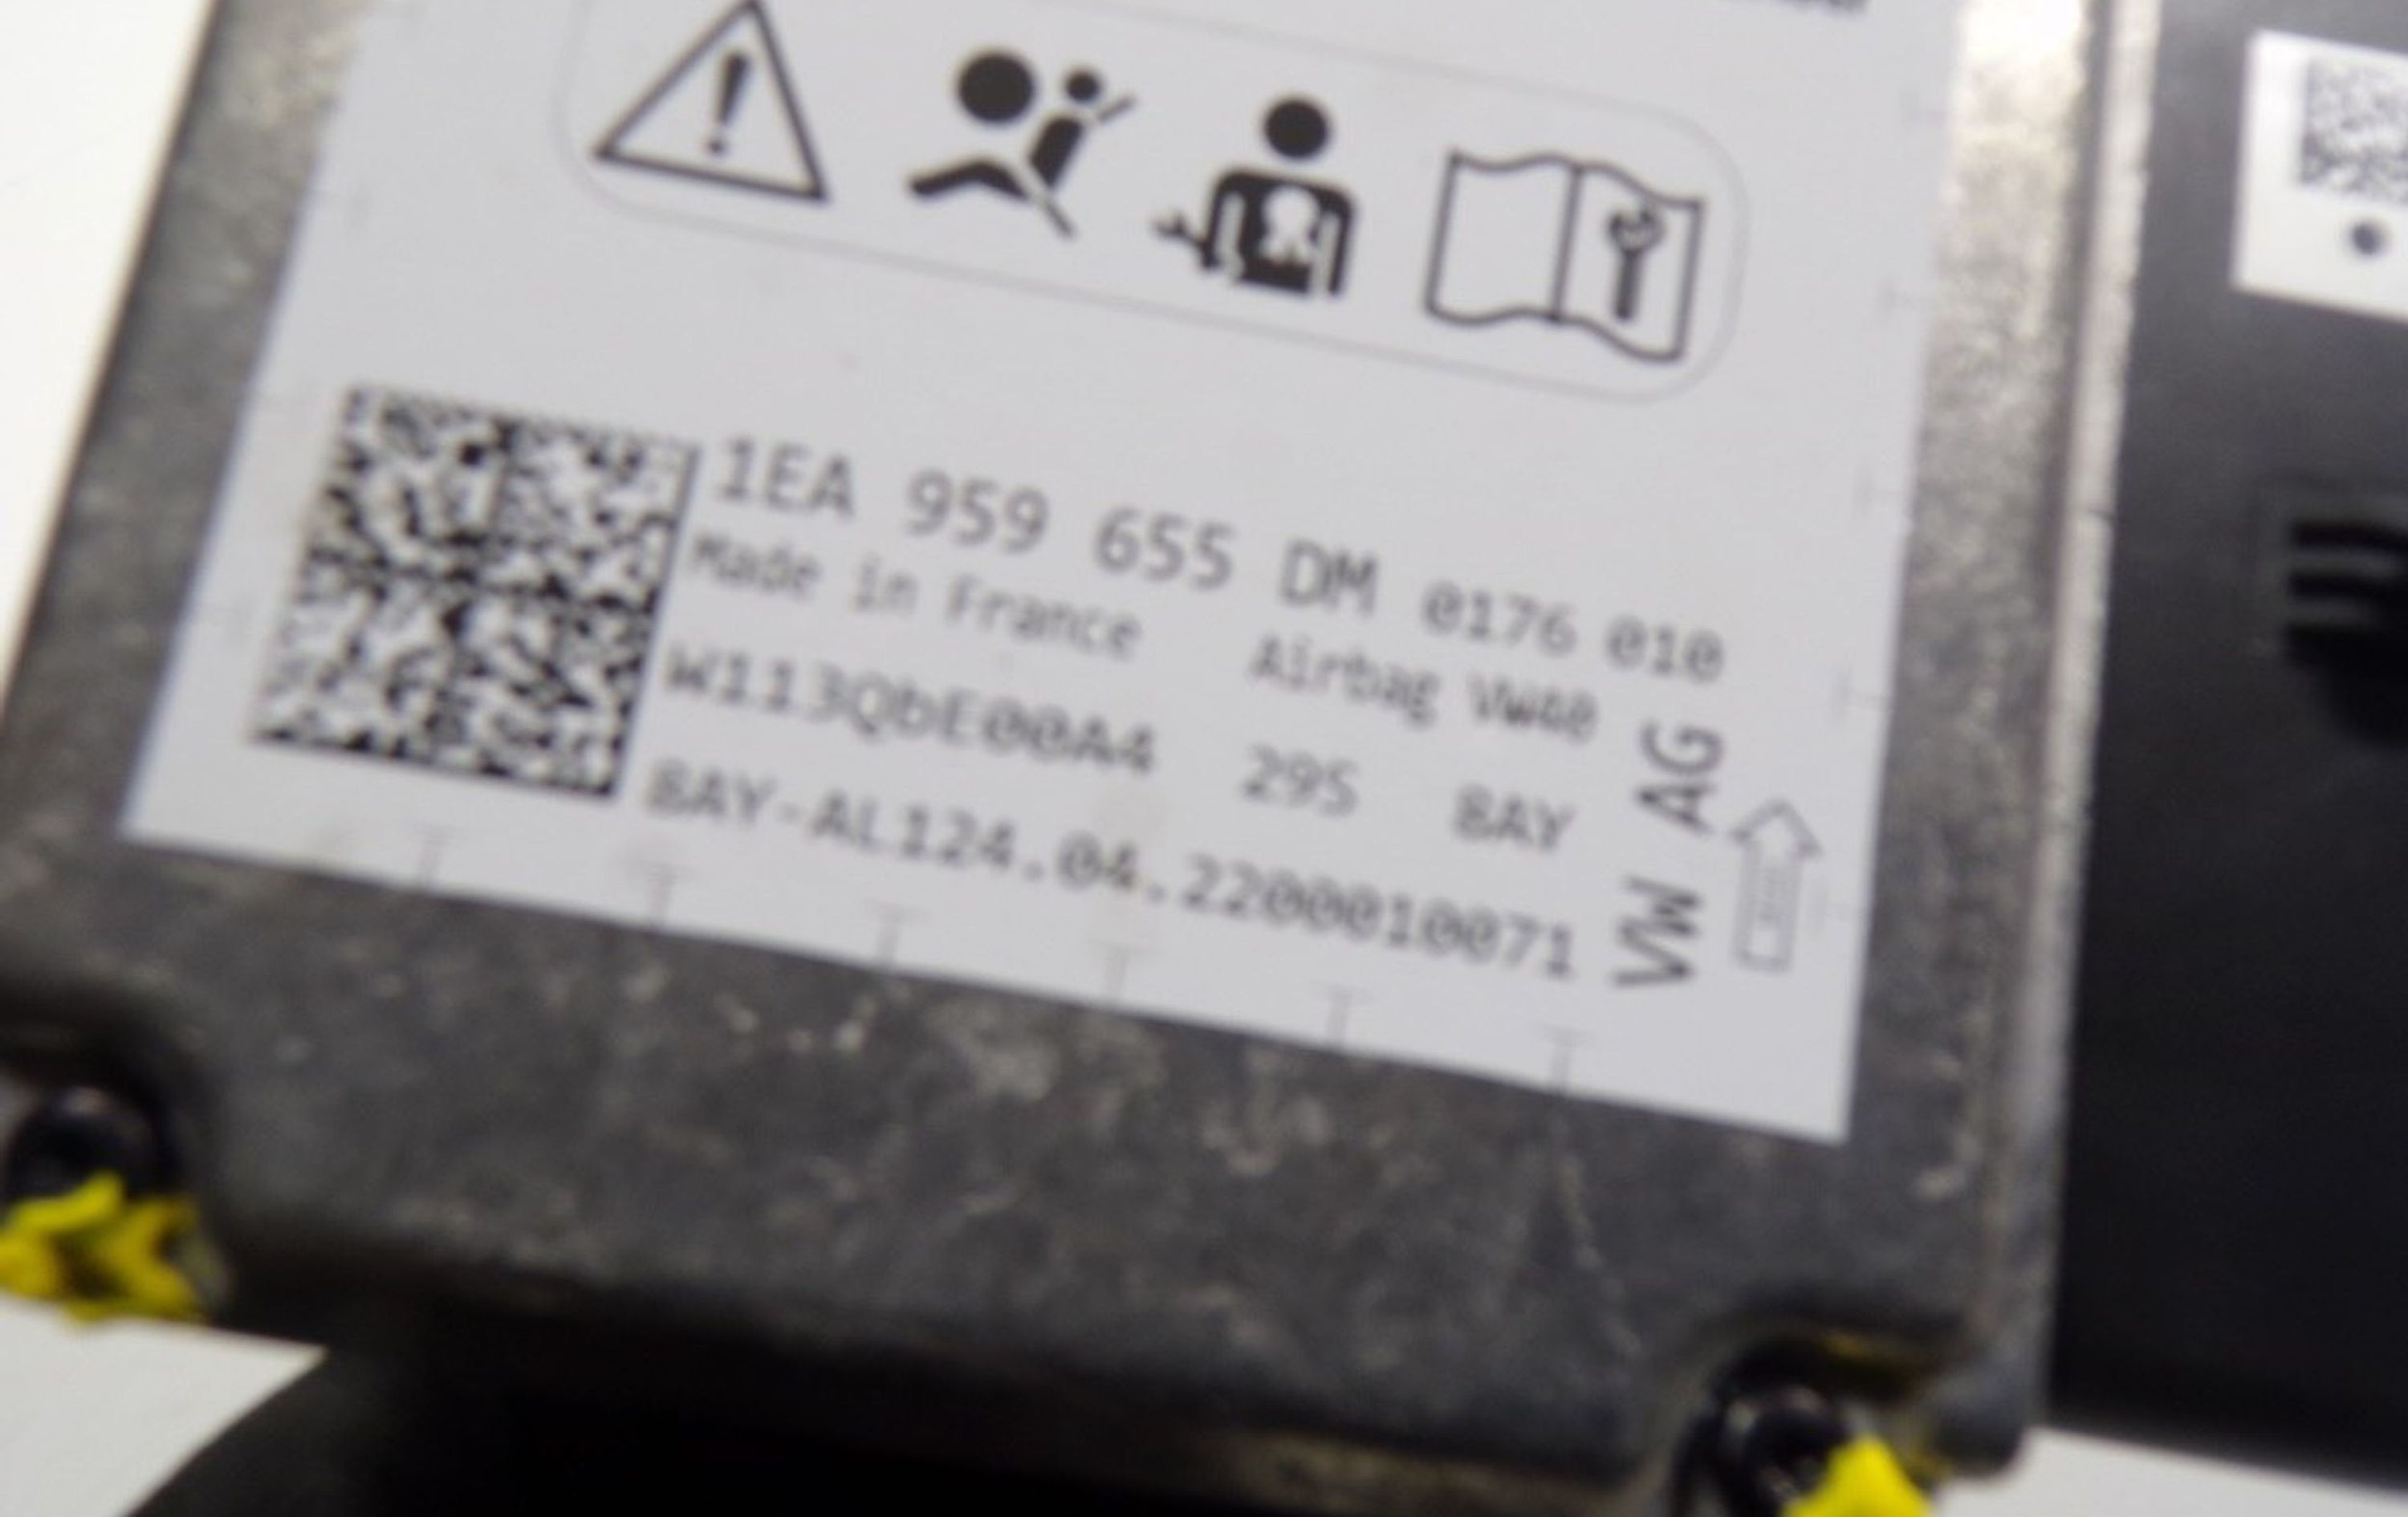 1EA 959 655 DM 0176 010
Made in France Airbag VW40
W113QbE00A4 295 BAY
BAY-AL124.04.2200010071
VW AG